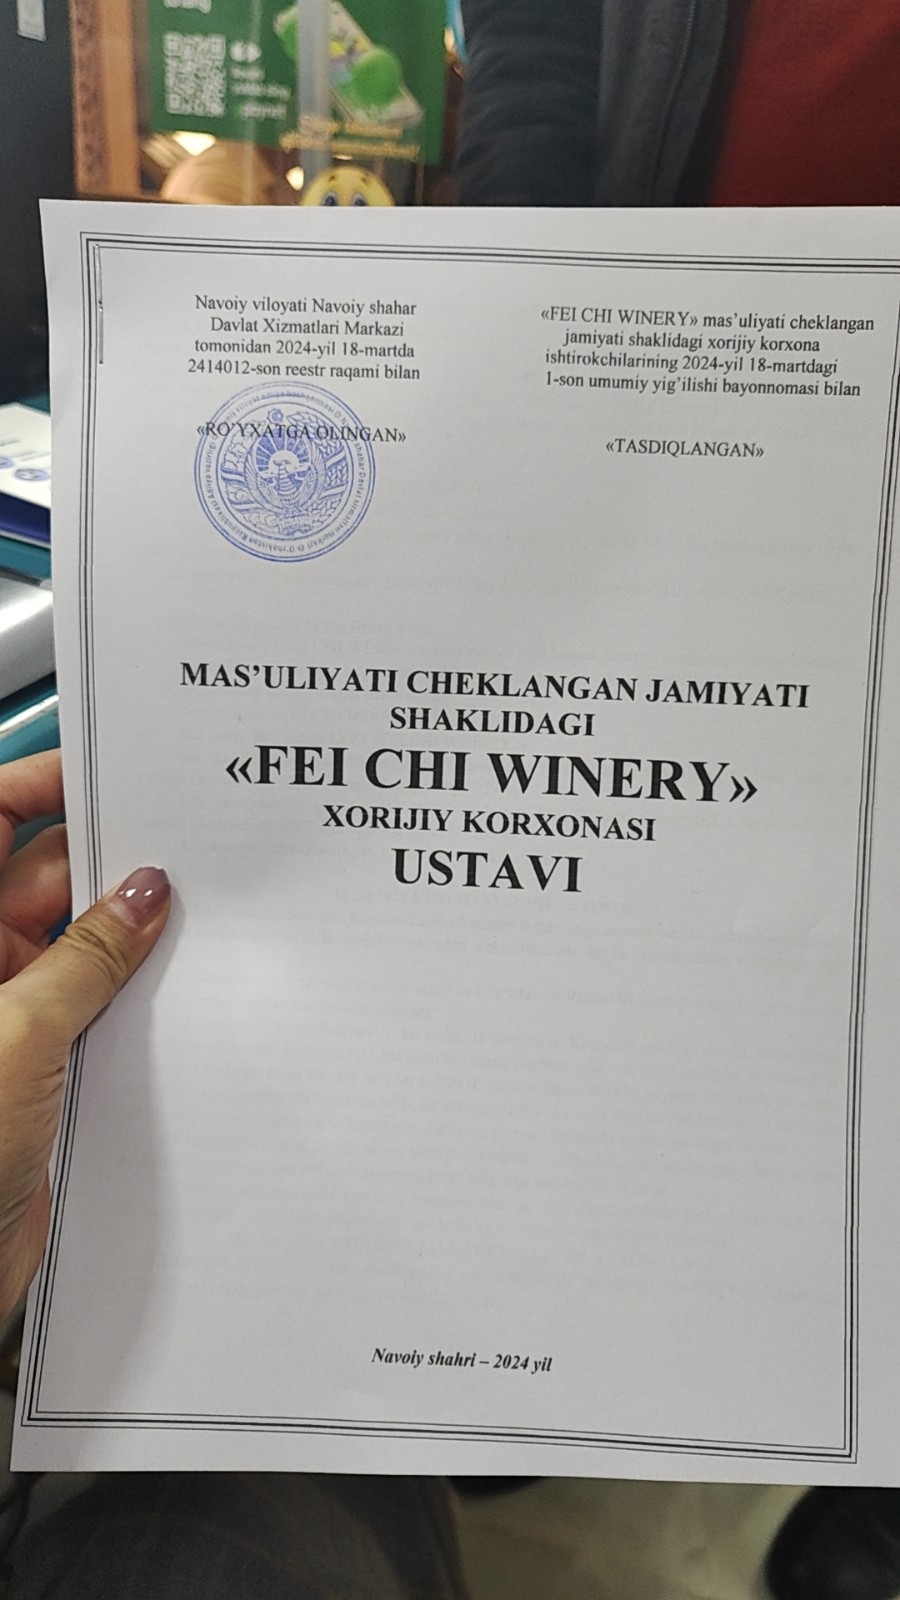 Navoiy viloyati Navoiy shahar
Davlat Xizmatlari Markazi
tomonidan 2024-yil 18-martda
2414012-son reestr raqami bilan
«RO’YXATGA OLINGAN»
«FEI CHI WINERY» mas’uliyati cheklangan
jamiyati shaklidagi xorijiy korxona
ishtirokchilarining 2024-yil 18-martdagi
1-son umumiy yig’ilishi bayonnomasi bilan
«TASDIQLANGAN»
MAS’ULIYATI CHEKLANGAN JAMIYATI
SHAKLIDAGI
«FEI CHI WINERY»
XORIJIY KORXONASI
USTAVI
Navoiy shahri – 2024 yil